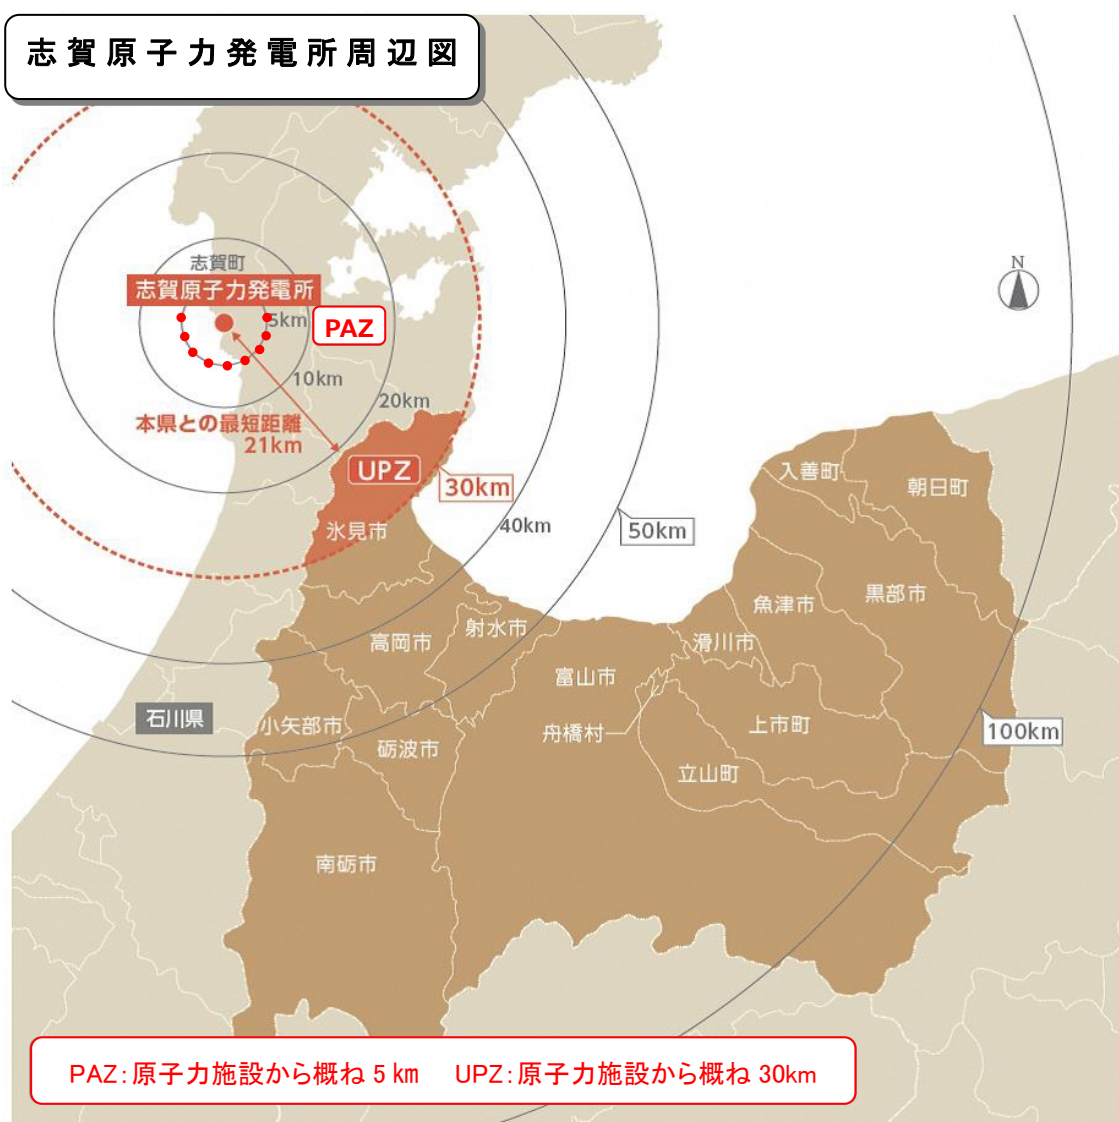 志賀原子力発電所周辺図
N
志賀町
志賀原子力発電所
5km
PAZ
10km
20km
本県との最短距離
21km
UPZ
30km
40km
50km
氷見市
入善町
朝日町
黒部市
魚津市
高岡市
射水市
滑川市
富山市
石川県
小矢部市
砺波市
舟橋村
上市町
100km
立山町
南砺市
PAZ:原子力施設から概ね 5 ㎞ UPZ:原子力施設から概ね 30km